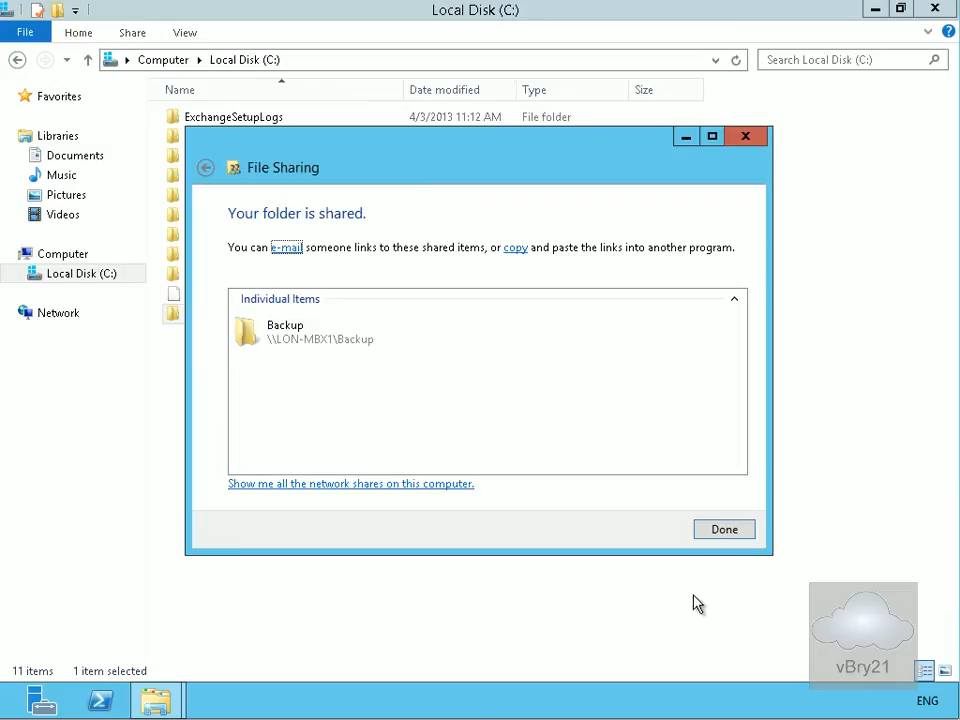 Local Disk (C:)
File Home Share View
Computer Local Disk (C:) Search Local Disk (C:)
Name Date modified Type Size
Favorites
ExchangeSetupLogs 4/3/2013 11:12 AM File folder
Libraries
Documents
Music
Pictures
Videos
Computer
Local Disk (C:)
Network
File Sharing
Your folder is shared.
You can e-mail someone links to these shared items, or copy and paste the links into another program.
Individual Items
Backup
\\LON-MBX1\Backup
Show me all the network shares on this computer.
Done
vBry21
11 items 1 item selected
ENG